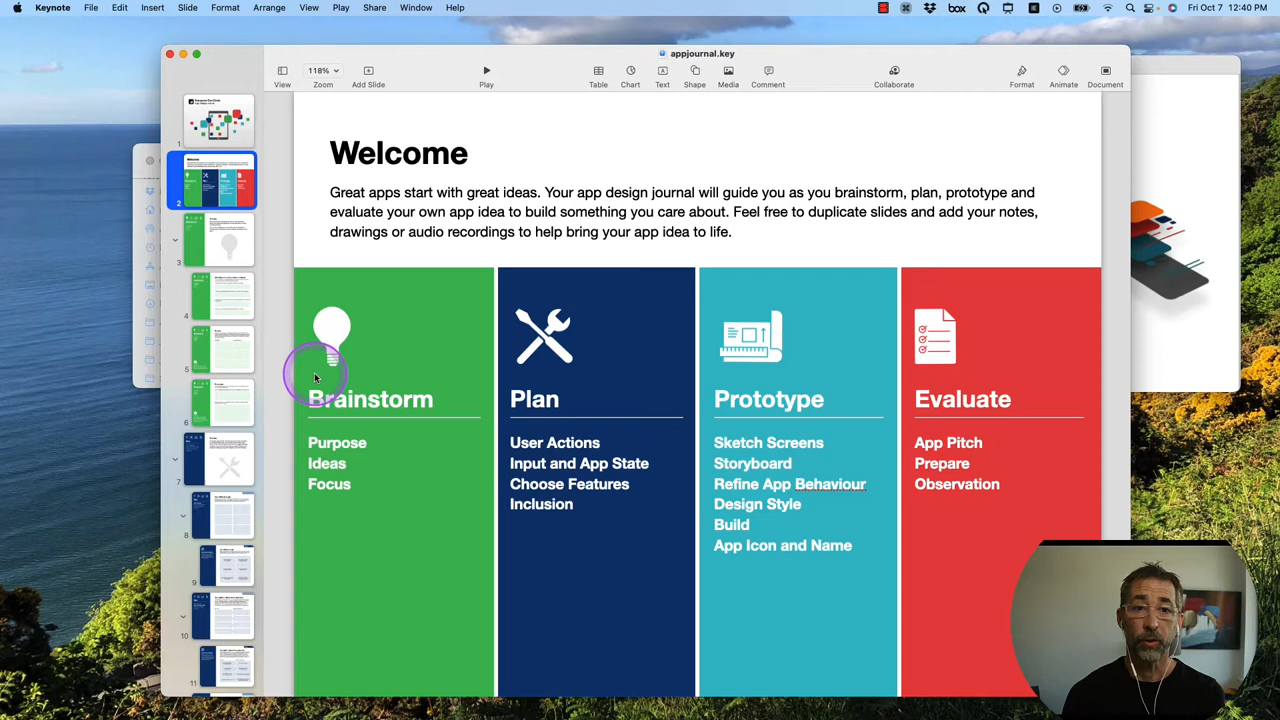 Keynote File Edit Insert Slide Format Arrange View Play Share Window Help
box
Fri Oct 7 12:40 PM
appjournal.key
118%
View Zoom Add Slide Play Table Chart Text Shape Media Comment Collaborate Format Animate Document
1
2
3
4
5
6
7
8
9
10
11
Welcome
Great apps start with great ideas. Your app design journal will guide you as you brainstorm, plan, prototype and
evaluate your own app idea to build something you care about. Feel free to duplicate slides and add your notes,
drawings or audio recordings to help bring your app idea to life.
Brainstorm
Purpose
Ideas
Focus
Plan
User Actions
Input and App State
Choose Features
Inclusion
Prototype
Sketch Screens
Storyboard
Refine App Behaviour
Design Style
Build
App Icon and Name
Evaluate
App Pitch
Prepare
Observation